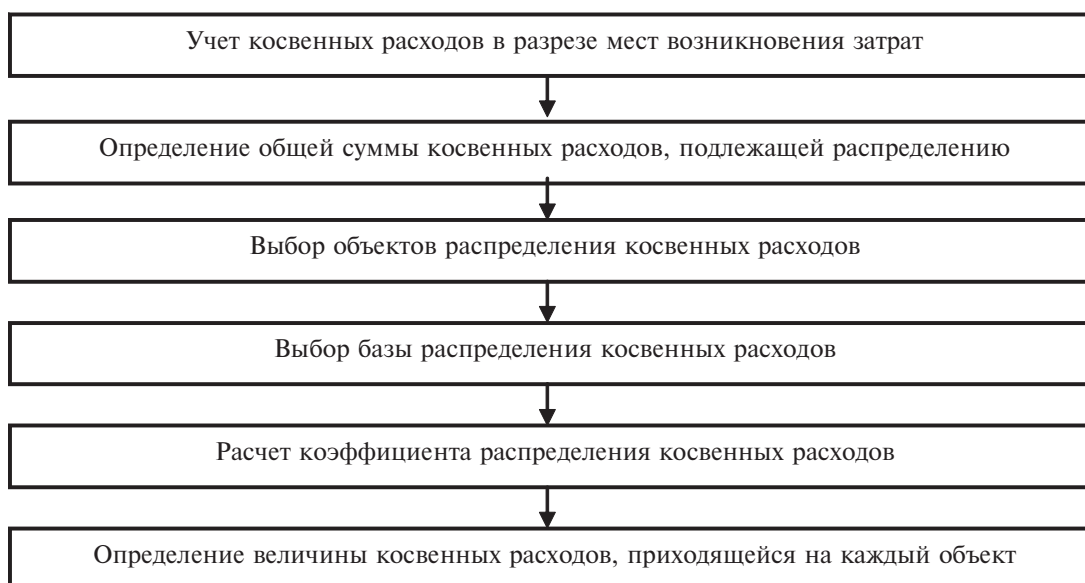 Учет косвенных расходов в разрезе мест возникновения затрат
Определение общей суммы косвенных расходов, подлежащей распределению
Выбор объектов распределения косвенных расходов
Выбор базы распределения косвенных расходов
Расчет коэффициента распределения косвенных расходов
Определение величины косвенных расходов, приходящейся на каждый объект